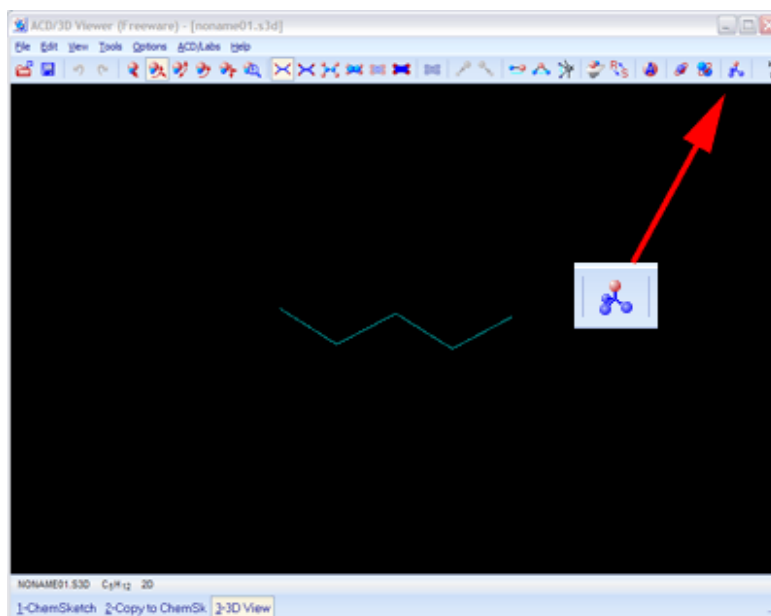 ACD/3D Viewer (Freeware) - [noname01.s3d]
File Edit View Tools Options ACD/Labs Help
R S
NONAME01.S3D C5H12 2D
1-ChemSketch 2-Copy to ChemSk 3-3D View